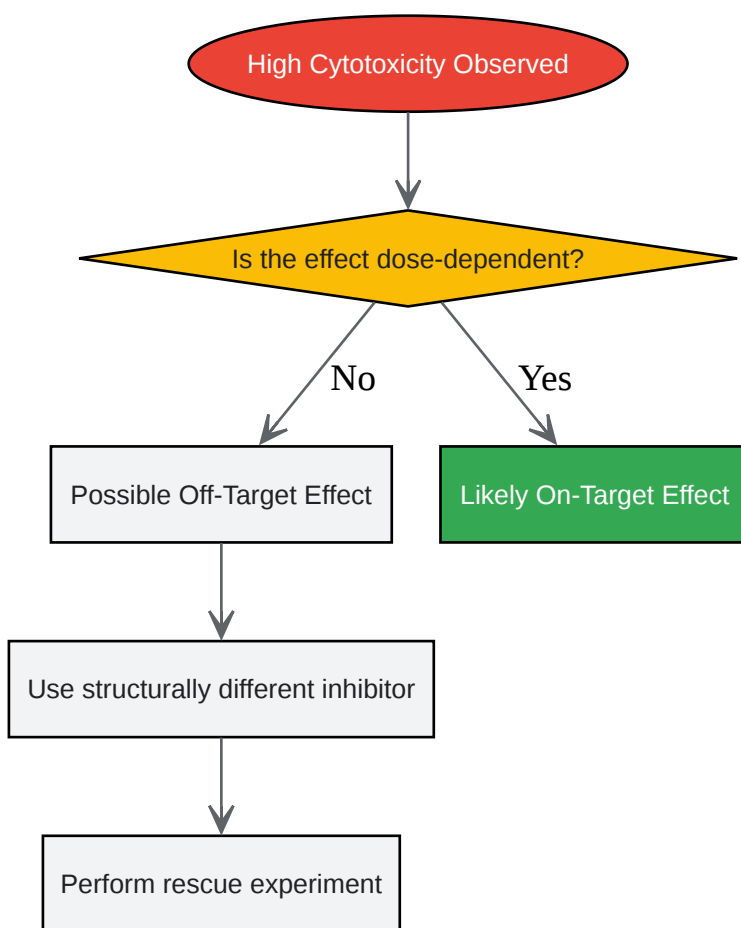 High Cytotoxicity Observed
Is the effect dose-dependent?
No
Yes
Possible Off-Target Effect
Likely On-Target Effect
Use structurally different inhibitor
Perform rescue experiment